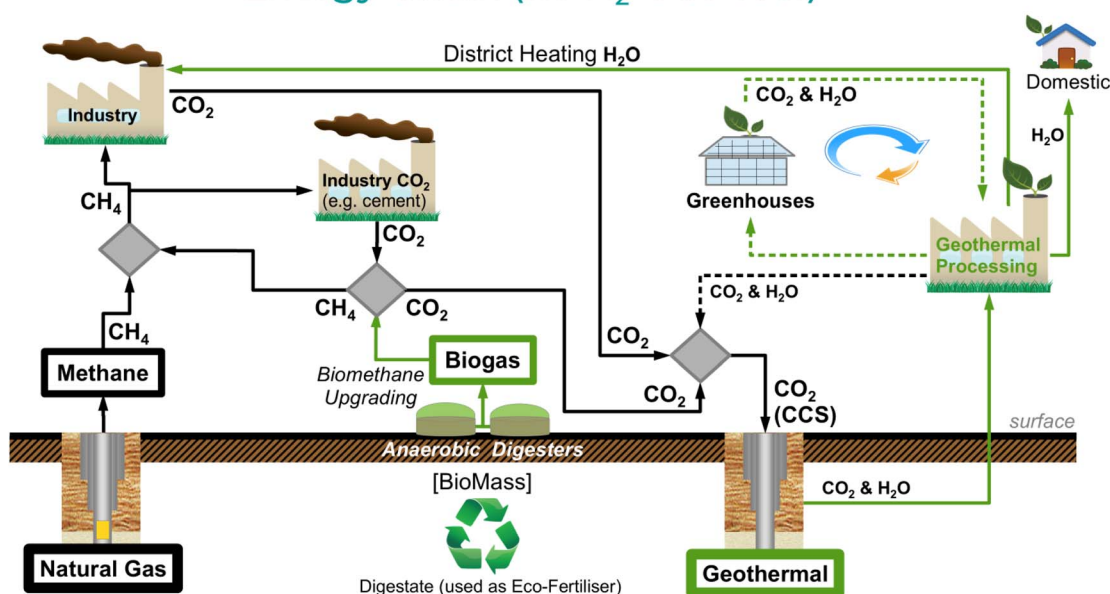 District Heating H₂O
Domestic
Industry
CO₂
CO₂ & H₂O
H₂O
Industry CO₂
(e.g. cement)
Greenhouses
CH₄
CO₂
Geothermal
Processing
CH₄
CO₂
CO₂ & H₂O
CH₄
Methane
Biomethane
Upgrading
Biogas
CO₂
CO₂
CO₂
(CCS)
surface
Anaerobic Digesters
[BioMass]
CO₂ & H₂O
Natural Gas
Digestate (used as Eco-Fertiliser)
Geothermal